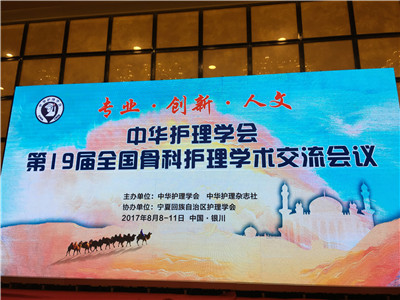 专业·创新·人文
中华护理学会
第19届全国骨科护理学术交流会议
主办单位：中华护理学会 中华护理杂志社
协办单位：宁夏回族自治区护理学会
2017年8月8-11日 中国·银川